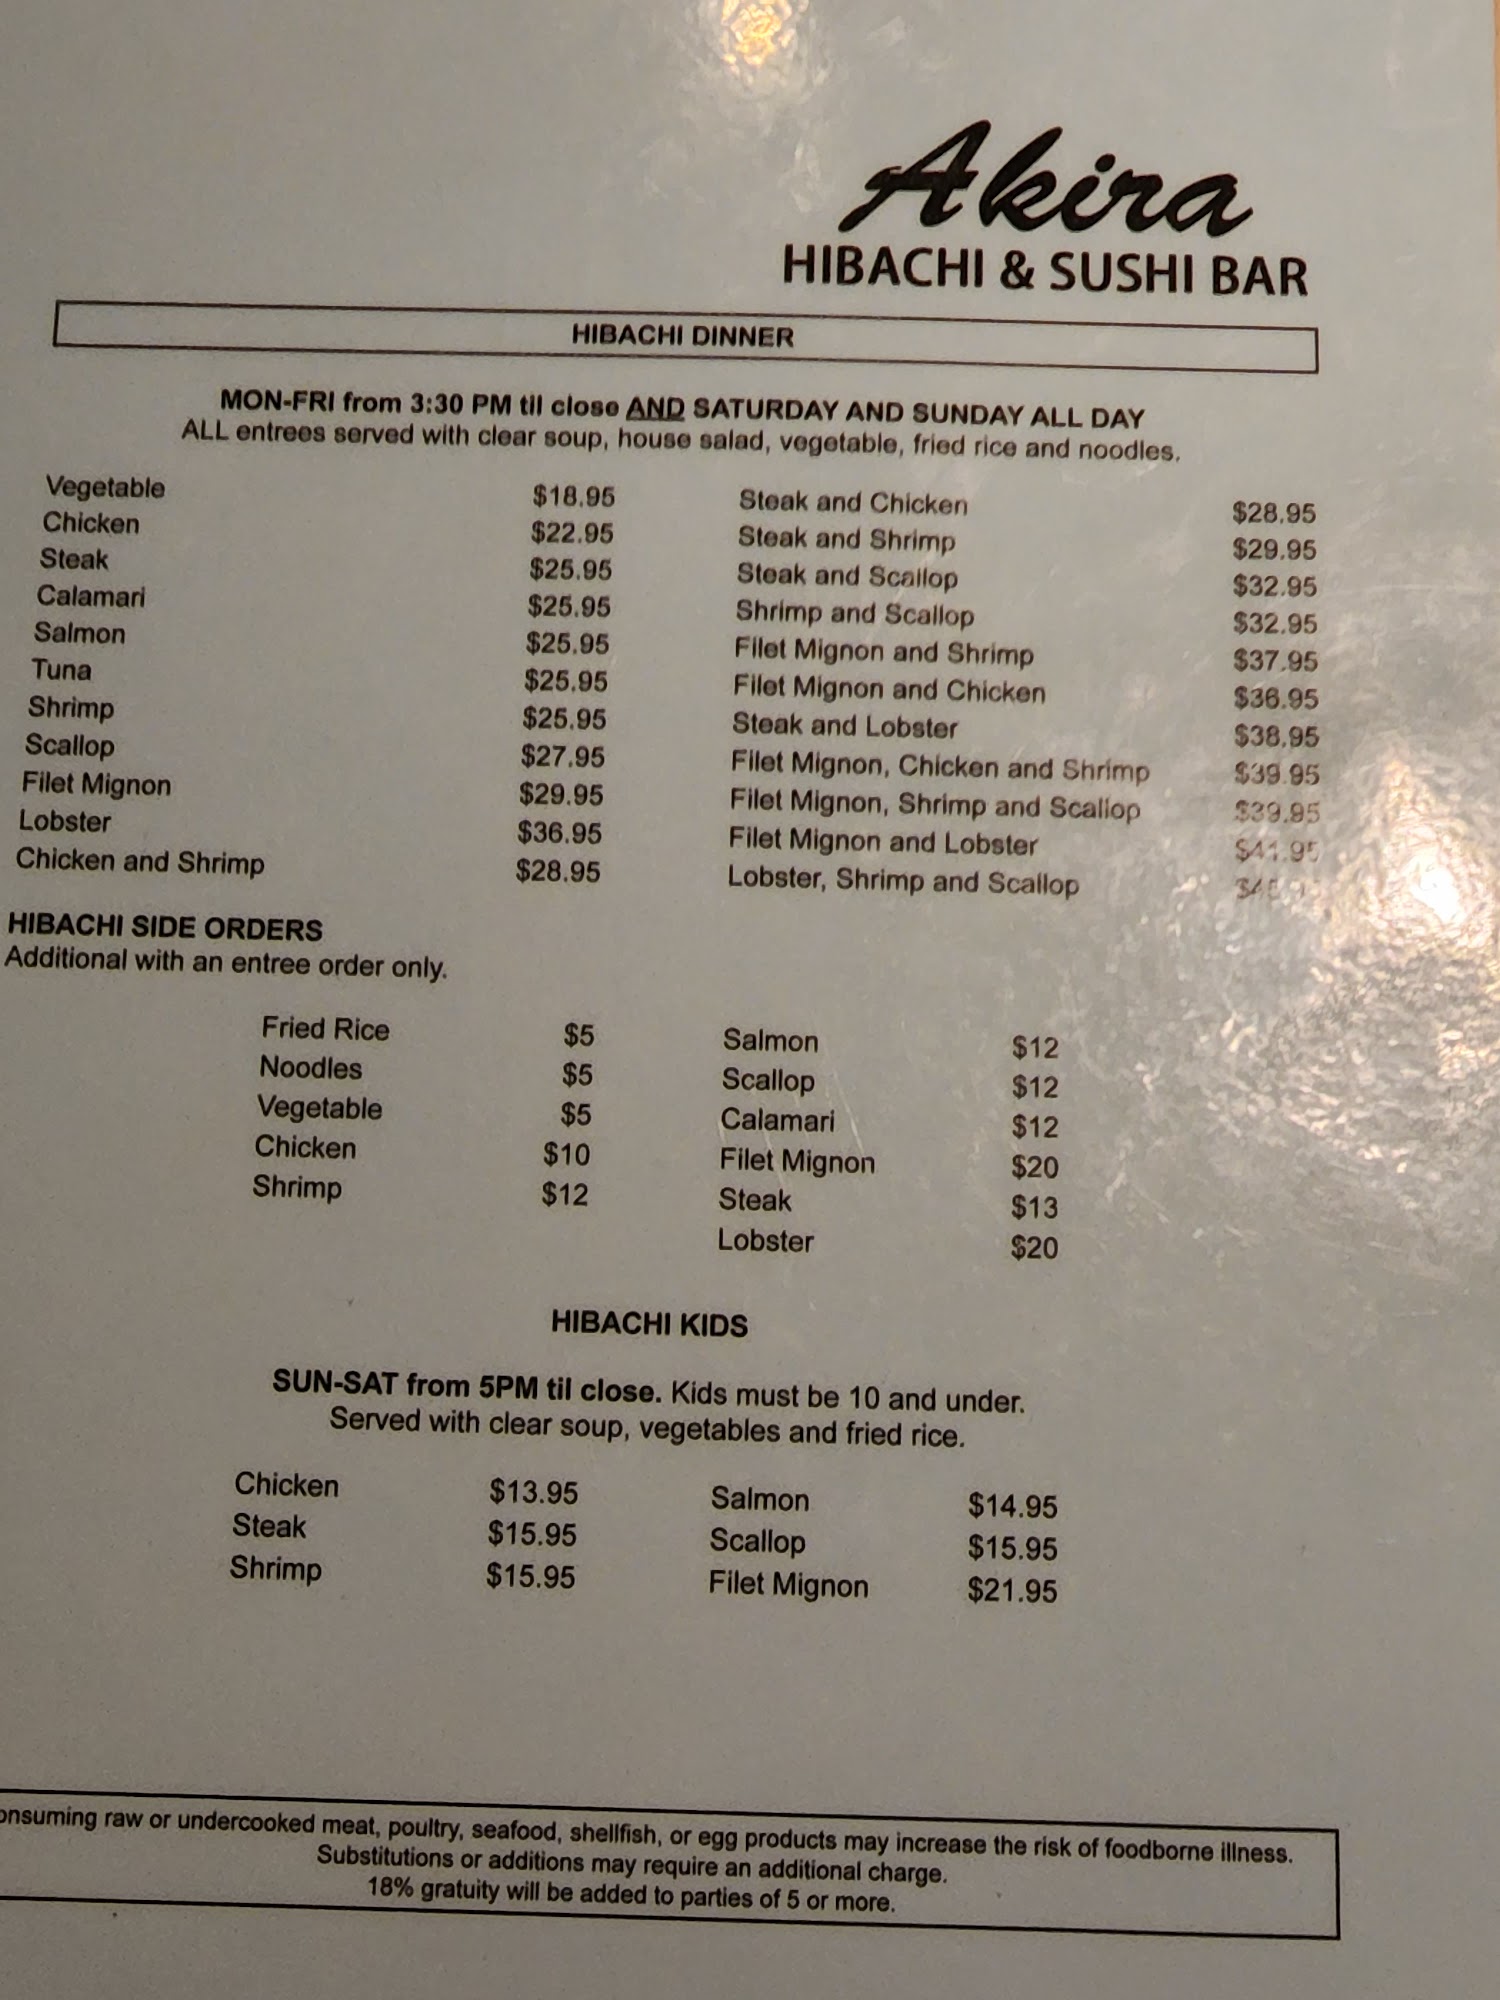 Akira
HIBACHI & SUSHI BAR
HIBACHI DINNER
MON-FRI from 3:30 PM til close AND SATURDAY AND SUNDAY ALL DAY
ALL entrees served with clear soup, house salad, vegetable, fried rice and noodles.
Vegetable $18.95
Chicken $22.95
Steak $25.95
Calamari $25.95
Salmon $25.95
Tuna $25.95
Shrimp $25.95
Scallop $27.95
Filet Mignon $29.95
Lobster $36.95
Chicken and Shrimp $28.95
Steak and Chicken $28.95
Steak and Shrimp $29.95
Steak and Scallop $32.95
Shrimp and Scallop $32.95
Filet Mignon and Shrimp $37.95
Filet Mignon and Chicken $36.95
Steak and Lobster $38.95
Filet Mignon, Chicken and Shrimp $39.95
Filet Mignon, Shrimp and Scallop $39.95
Filet Mignon and Lobster $41.95
Lobster, Shrimp and Scallop
HIBACHI SIDE ORDERS
Additional with an entree order only.
Fried Rice $5
Noodles $5
Vegetable $5
Chicken $10
Shrimp $12
Salmon $12
Scallop $12
Calamari $12
Filet Mignon $20
Steak $13
Lobster $20
HIBACHI KIDS
SUN-SAT from 5PM til close. Kids must be 10 and under.
Served with clear soup, vegetables and fried rice.
Chicken $13.95
Steak $15.95
Shrimp $15.95
Salmon $14.95
Scallop $15.95
Filet Mignon $21.95
onsuming raw or undercooked meat, poultry, seafood, shellfish, or egg products may increase the risk of foodborne illness.
Substitutions or additions may require an additional charge.
18% gratuity will be added to parties of 5 or more.